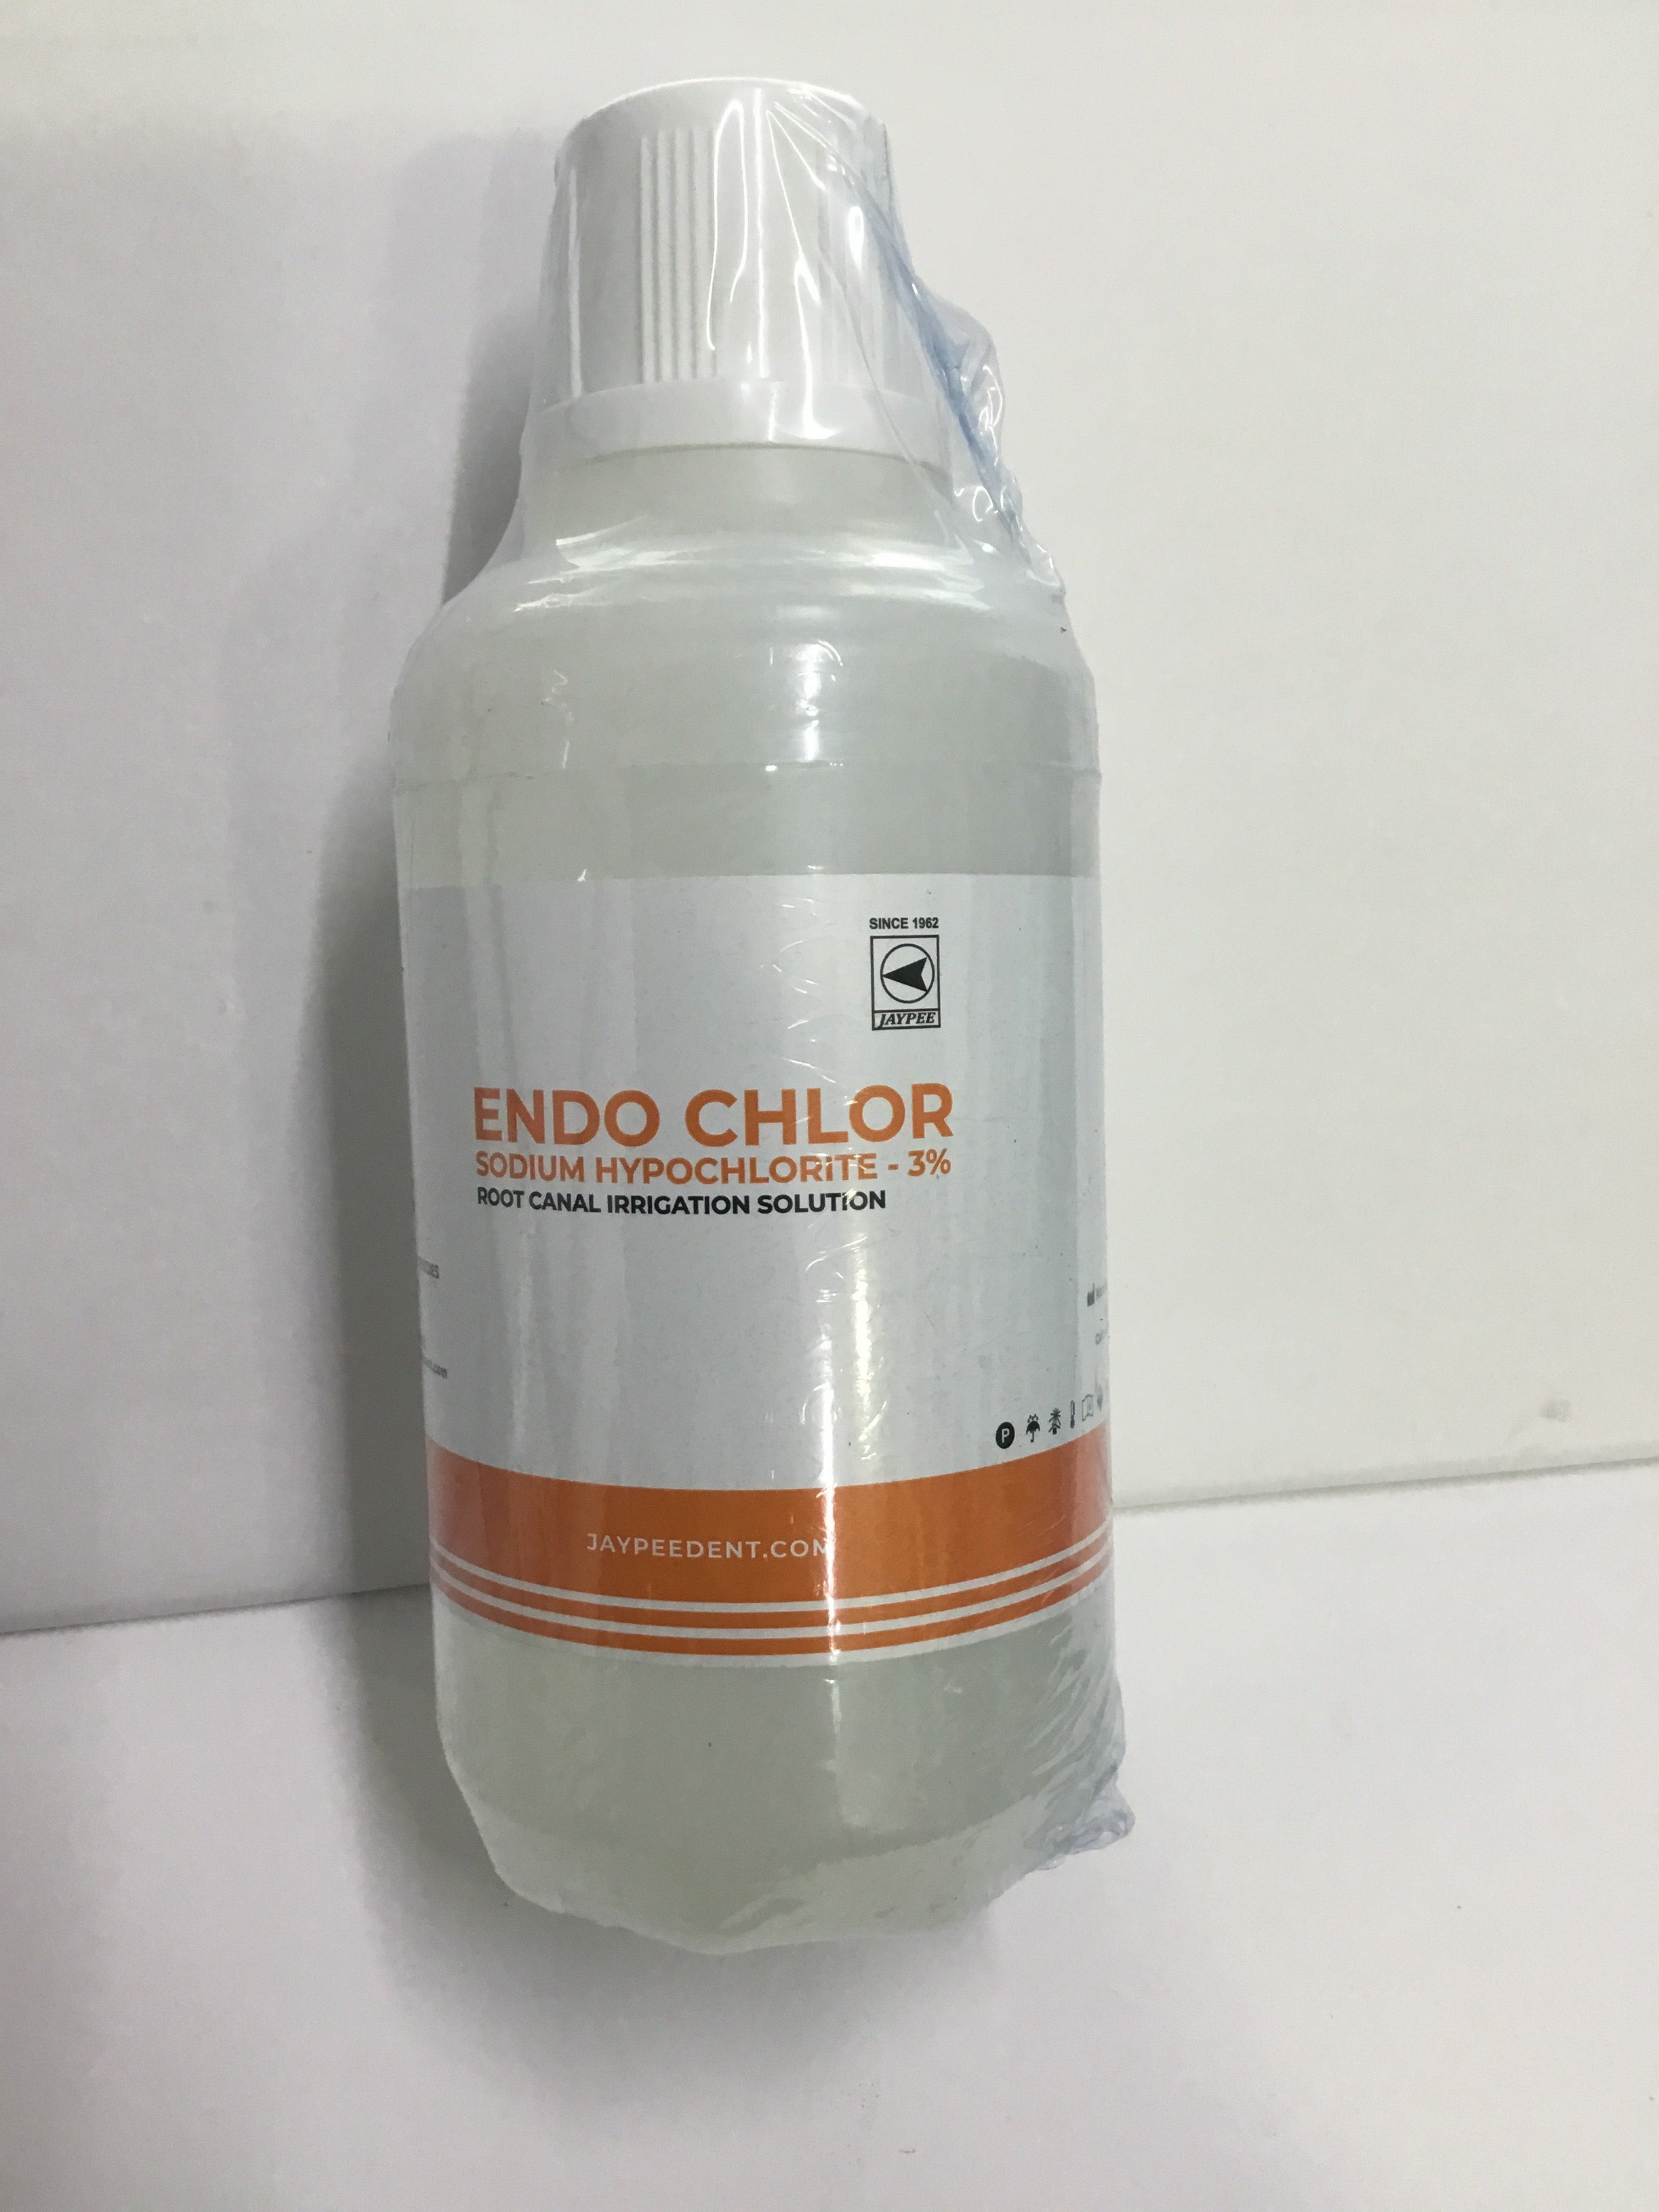 SINCE 1962
JAYPEE
ENDO CHLOR
SODIUM HYPOCHLORITE - 3%
ROOT CANAL IRRIGATION SOLUTION
P
JAYPEEDENT.COM